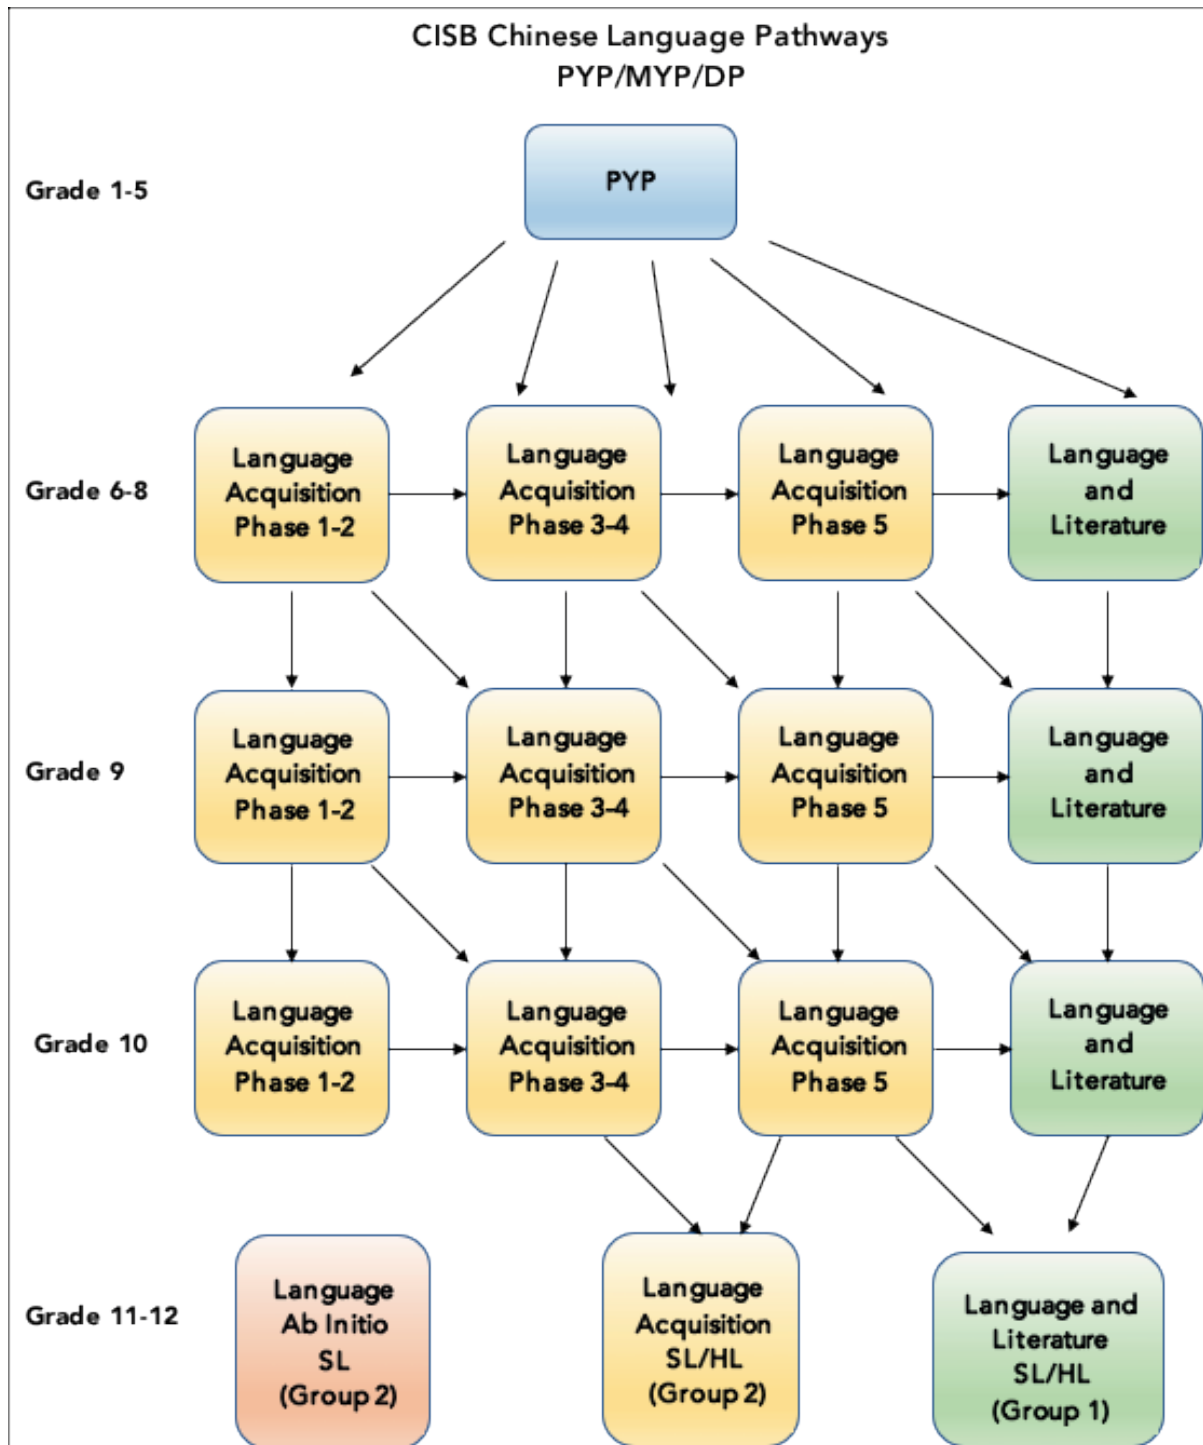 CISB Chinese Language Pathways
PYP/MYP/DP
Grade 1-5
PYP
Grade 6-8
Language
Acquisition
Phase 1-2
Language
Acquisition
Phase 3-4
Language
Acquisition
Phase 5
Language
and
Literature
Grade 9
Language
Acquisition
Phase 1-2
Language
Acquisition
Phase 3-4
Language
Acquisition
Phase 5
Language
and
Literature
Grade 10
Language
Acquisition
Phase 1-2
Language
Acquisition
Phase 3-4
Language
Acquisition
Phase 5
Language
and
Literature
Grade 11-12
Language
Ab Initio
SL
(Group 2)
Language
Acquisition
SL/HL
(Group 2)
Language and
Literature
SL/HL
(Group 1)